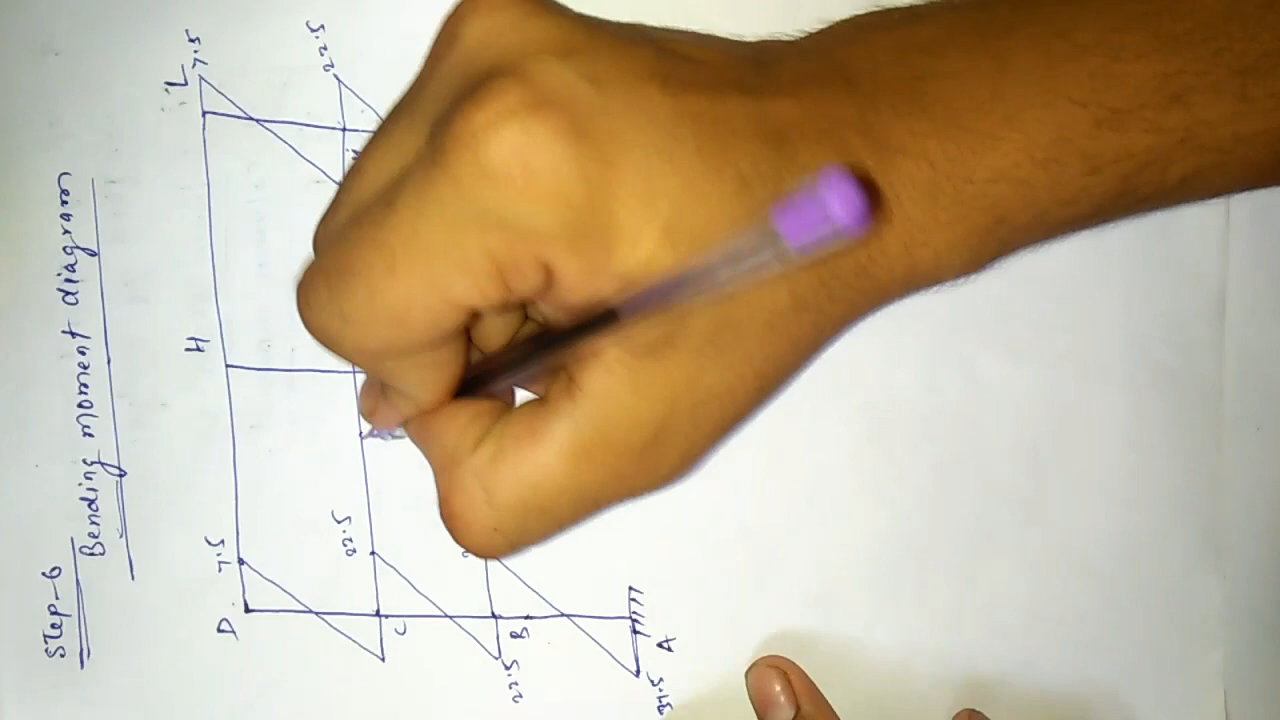 Step-6
Bending moment diagram
L
7.5
22.5
H
D
7.5
22.5
C
22.5
B
37.5
A